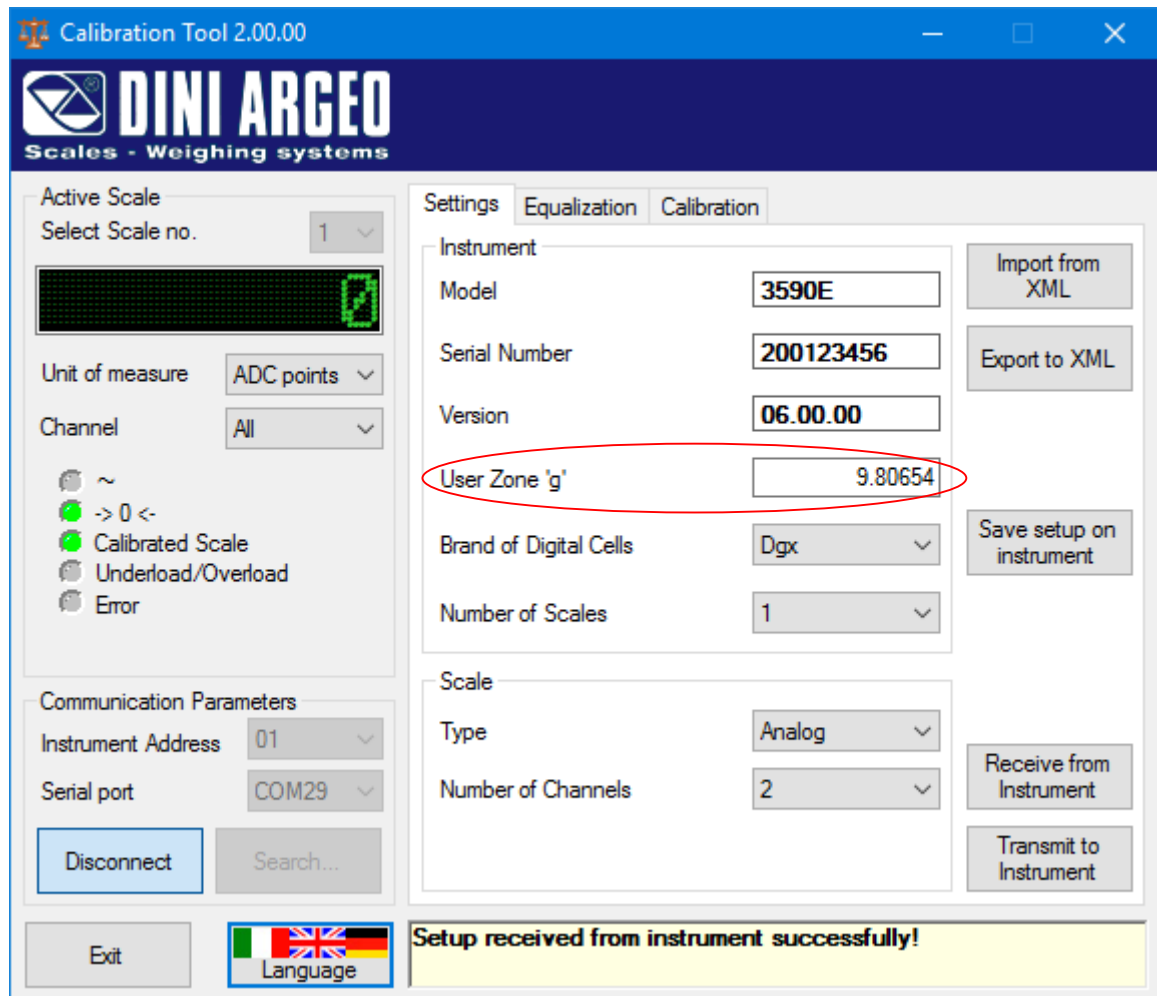 Calibration Tool 2.00.00
DINI ARGEO
Scales - Weighing systems
Active Scale
Select Scale no.
1
0
Unit of measure
ADC points
Channel
All
~
-> 0 <-
Calibrated Scale
Underload/Overload
Error
Communication Parameters
Instrument Address
01
Serial port
COM29
Disconnect
Search...
Exit
Language
Settings
Equalization
Calibration
Instrument
Model
3590E
Serial Number
200123456
Version
06.00.00
User Zone 'g'
9.80654
Brand of Digital Cells
Dgx
Number of Scales
1
Scale
Type
Analog
Number of Channels
2
Import from
XML
Export to XML
Save setup on
instrument
Receive from
Instrument
Transmit to
Instrument
Setup received from instrument successfully!